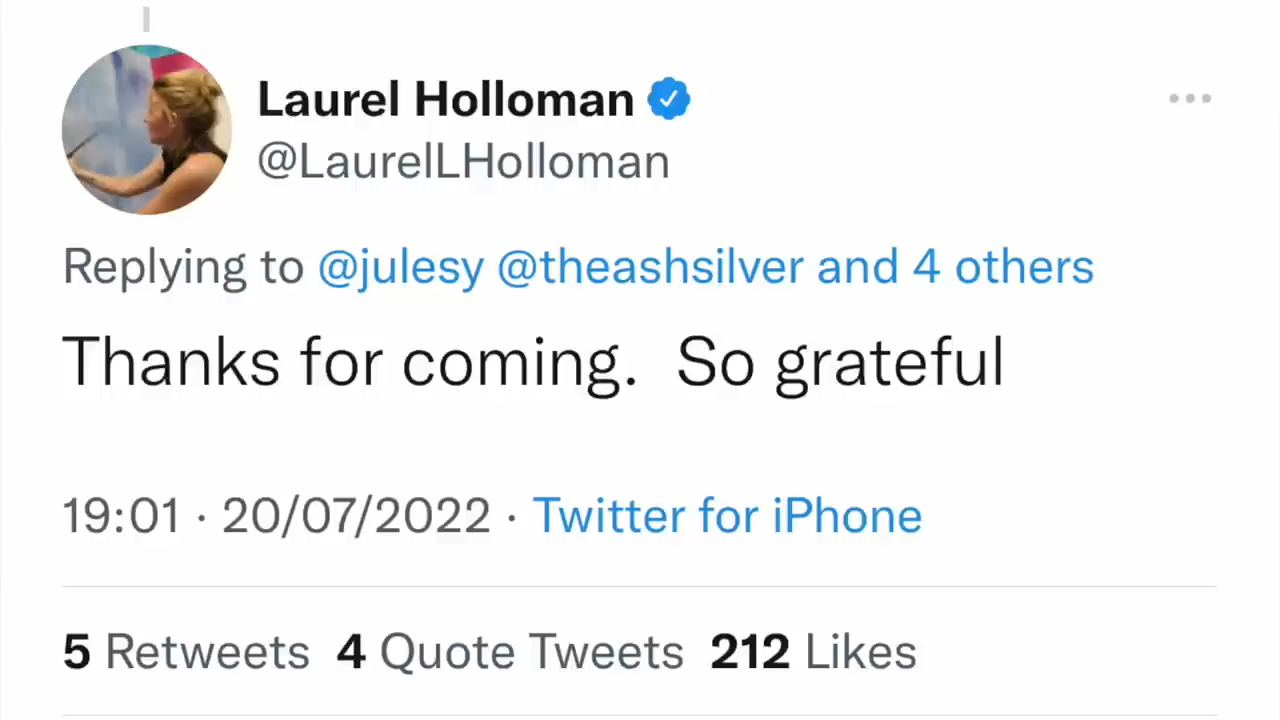 Laurel Holloman
@LaurelLHolloman
Replying to @julesy @theashsilver and 4 others
Thanks for coming.  So grateful
19:01 · 20/07/2022 · Twitter for iPhone
5 Retweets 4 Quote Tweets 212 Likes